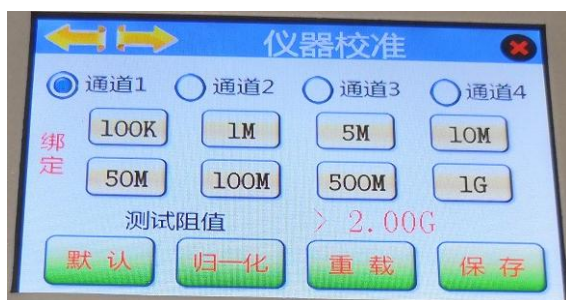 仪器校准
通道1 通道2 通道3 通道4
绑定
100K 1M 5M 10M
50M 100M 500M 1G
测试阻值 > 2.00G
默认 归一化 重载 保存